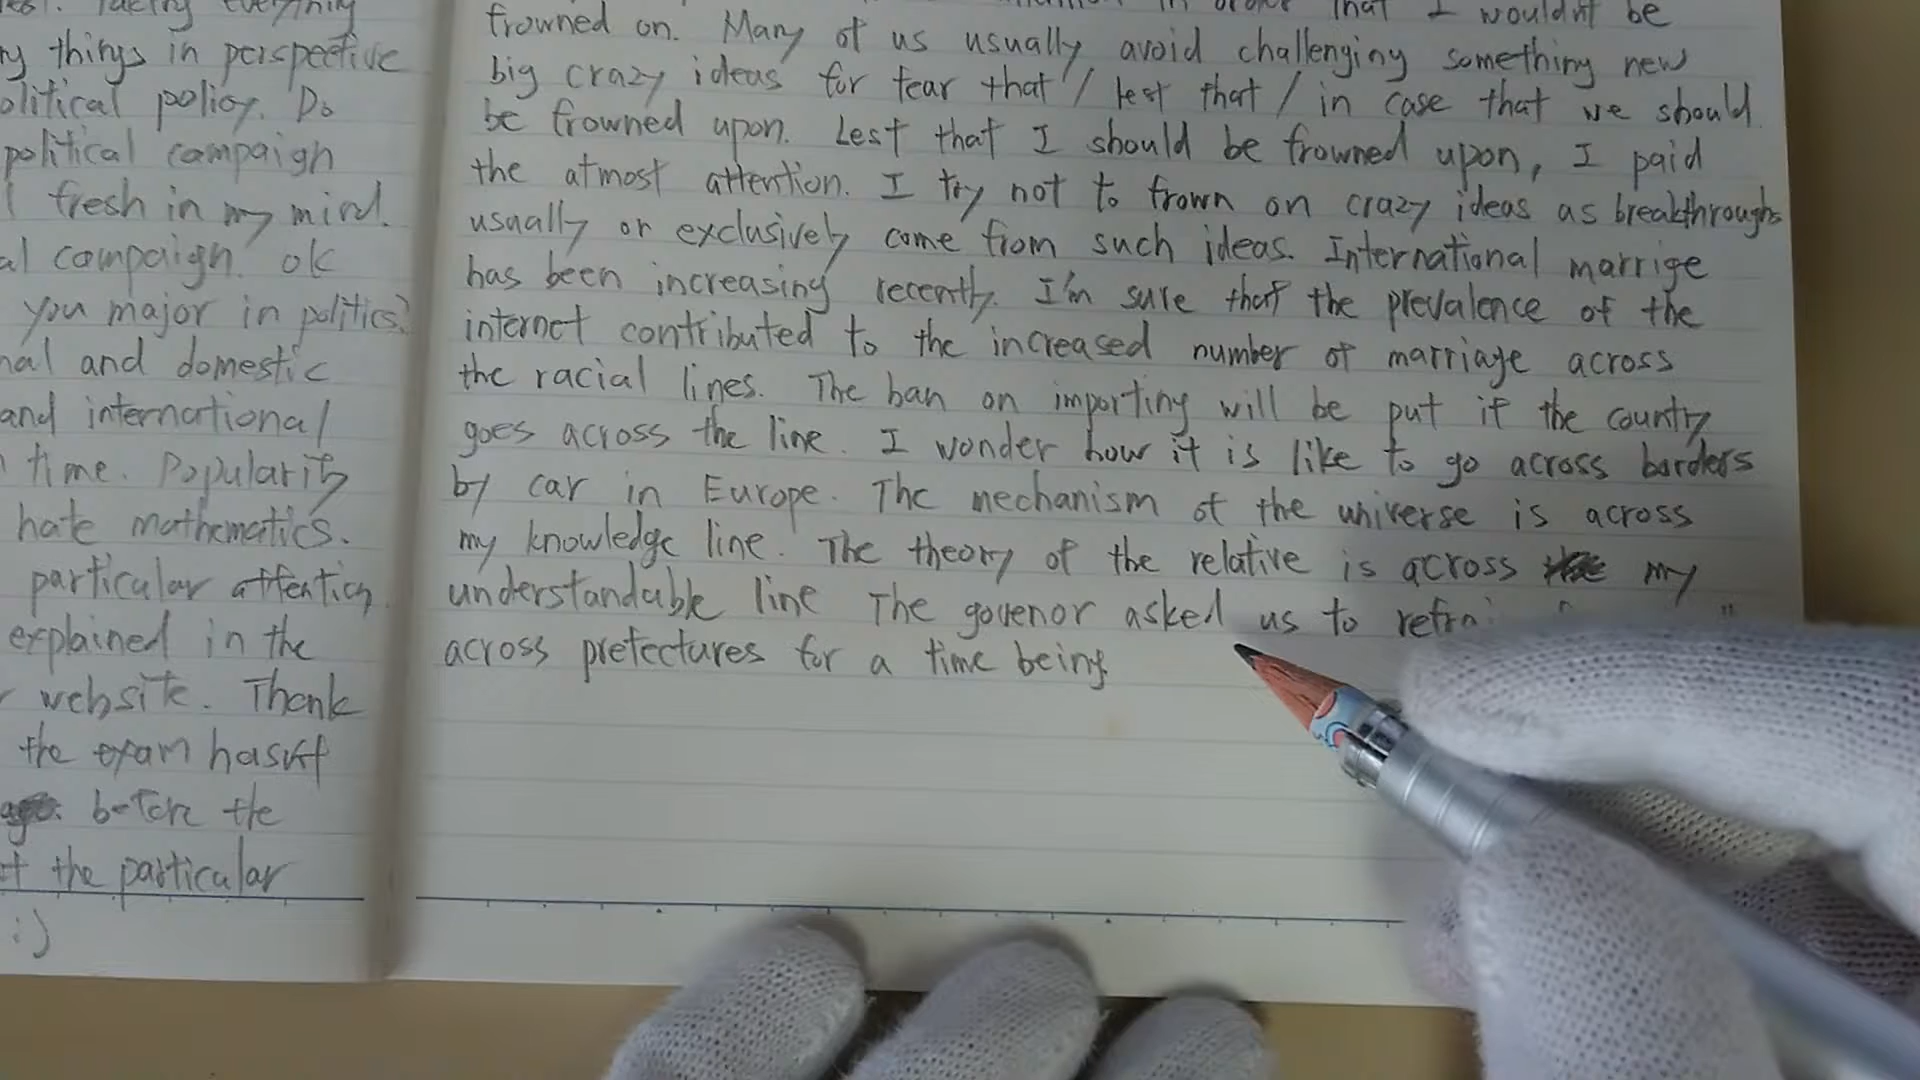 everything
things in perspective
political policy. Do
political campaign
fresh in my mind.
campaign. ok
you major in politics?
and domestic
and international
time. Popularity
hate mathematics.
particular attention
explained in the
website. Thank
the exam hasn't
before the
the particular
:)
in order that I wouldn't be
frowned on. Many of us usually avoid challenging something new
big crazy ideas for fear that / lest that / in case that we should
be frowned upon. Lest that I should be frowned upon, I paid
the atmost attention. I try not to frown on crazy ideas as breakthroughs
usually or exclusively come from such ideas. International marrige
has been increasing recently. I'm sure that the prevalence of the
internet contributed to the increased number of marriage across
the racial lines. The ban on importing will be put if the country
goes across the line. I wonder how it is like to go across borders
by car in Europe. The mechanism of the universe is across
my knowledge line. The theory of the relative is across my
understandable line The govenor asked us to
across prefectures for a time being.